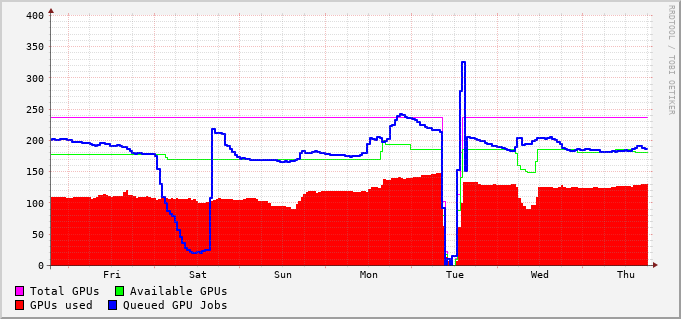 400
350
300
250
200
150
100
50
0
Fri Sat Sun Mon Tue Wed Thu
Total GPUs Available GPUs
GPUs used Queued GPU Jobs
RRDTOOL / TOBI OETIKER